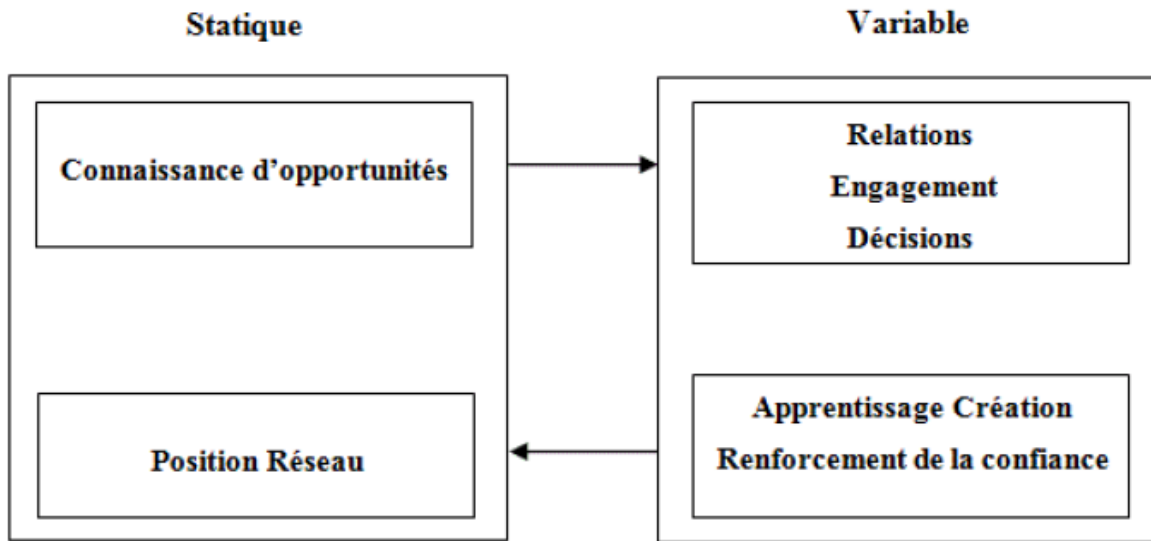 Statique
Variable
Connaissance d’opportunités
Relations
Engagement
Décisions
Position Réseau
Apprentissage Création
Renforcement de la confiance